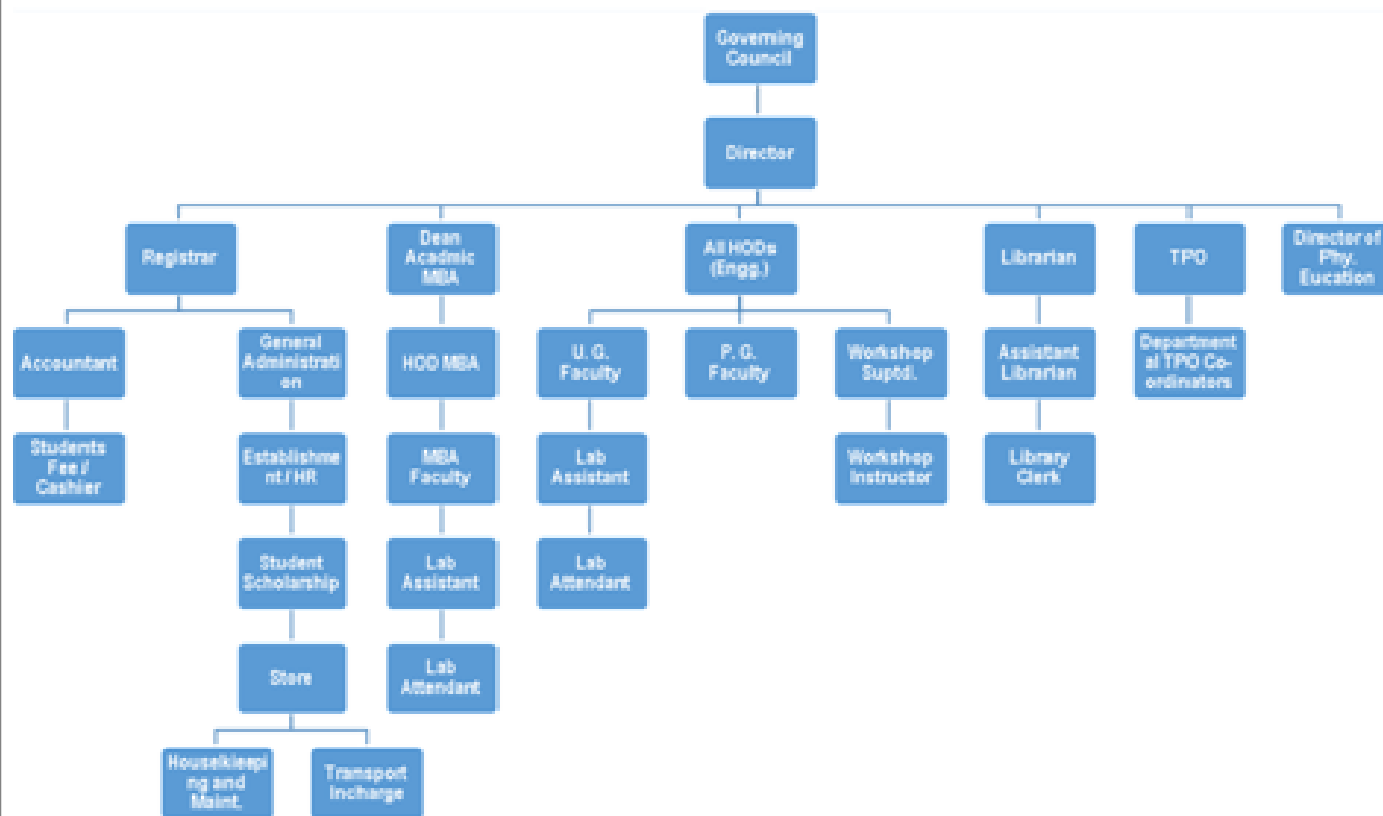 Governing
Council
Director
Registrar
Dean
Acadmic
MBA
All HODs
(Engg.)
Librarian
TPO
Director of
Phy.
Eucation
Accountant
General
Administrati
on
HOD MBA
U. G.
Faculty
P. G.
Faculty
Workshop
Suptd.
Assistant
Librarian
Department
al TPO Co-
ordinators
Students
Fee /
Cashier
Establishme
nt / HR
MBA
Faculty
Lab
Assistant
Workshop
Instructor
Library
Clerk
Student
Scholarship
Lab
Assistant
Lab
Attendant
Store
Lab
Attendant
Housekieepi
ng and
Maint.
Transport
Incharge